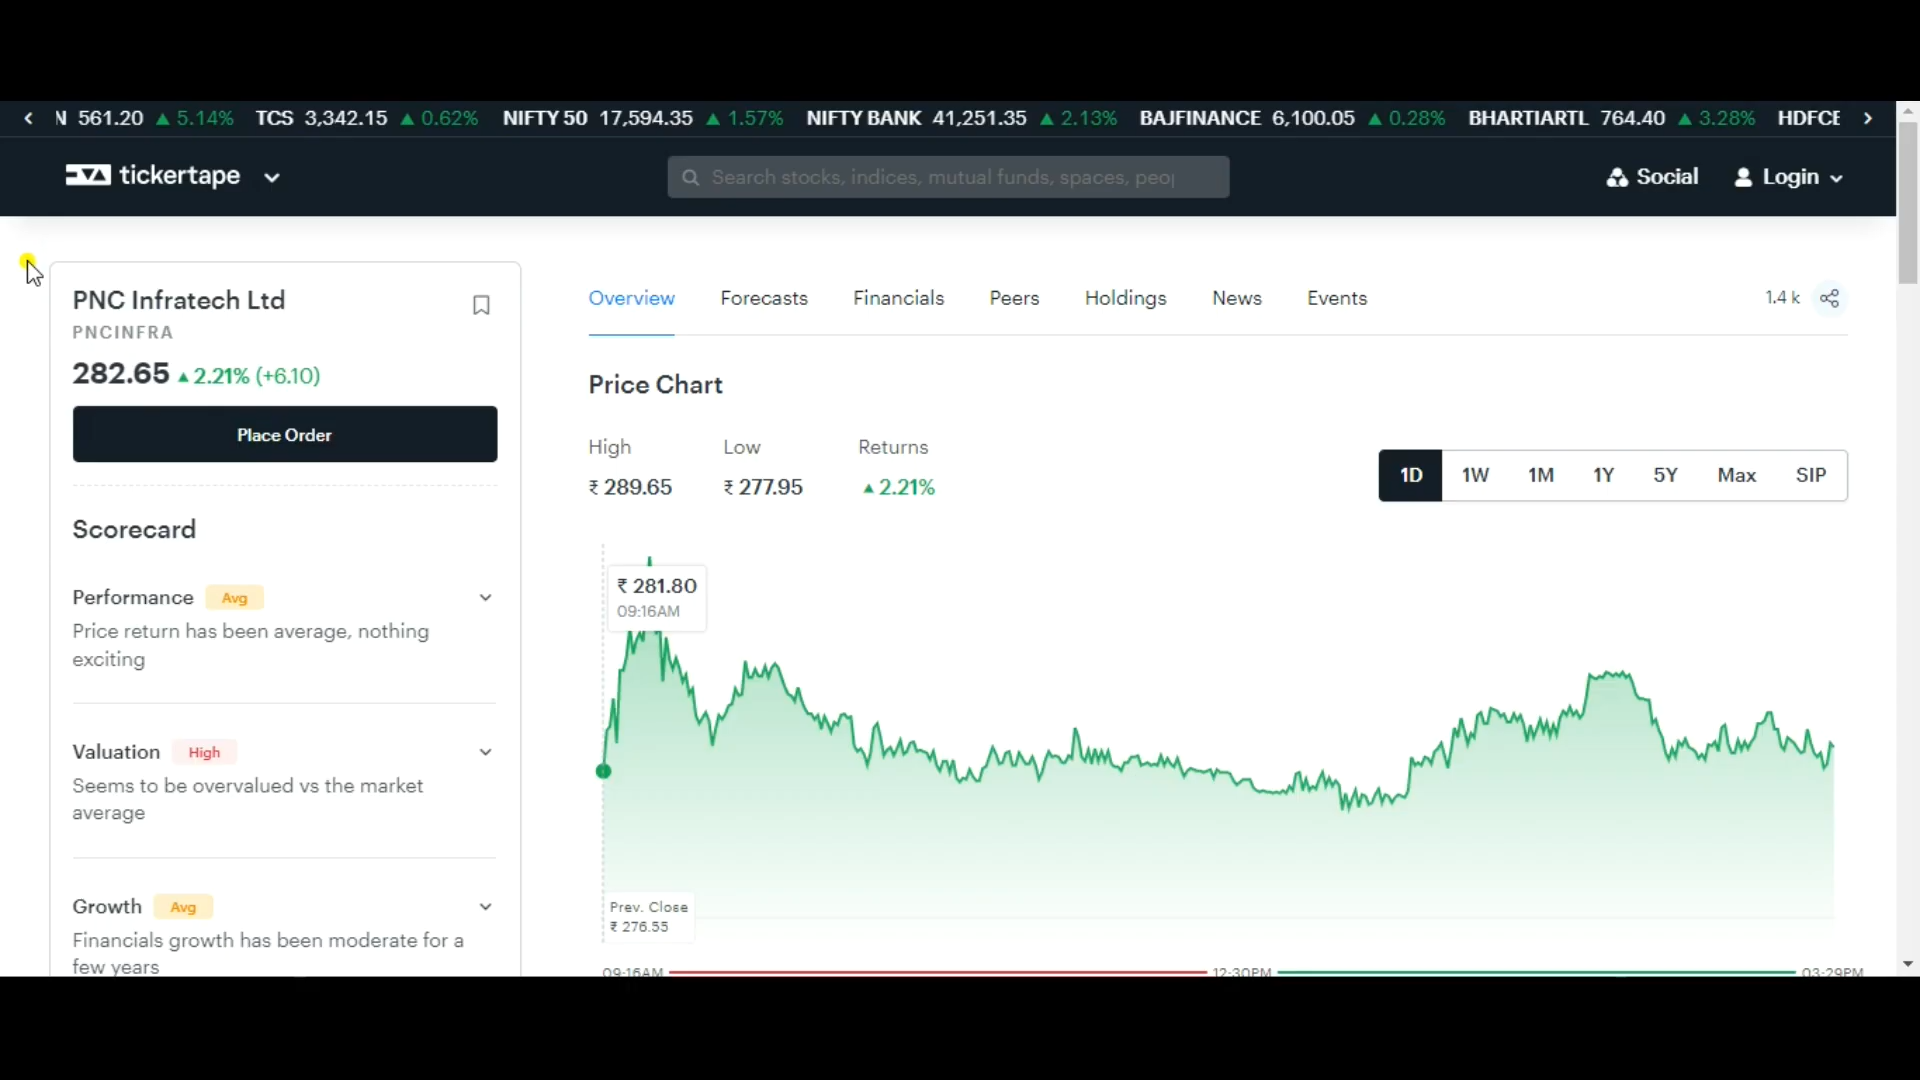 N 561.20 ▲ 5.14% TCS 3,342.15 ▲ 0.62% NIFTY 50 17,594.35 ▲ 1.57% NIFTY BANK 41,251.35 ▲ 2.13% BAJFINANCE 6,100.05 ▲ 0.28% BHARTIARTL 764.40 ▲ 3.28% HDFCE
tickertape
Search stocks, indices, mutual funds, spaces, peo
Social
Login
PNC Infratech Ltd
PNCINFRA
282.65 ▲ 2.21% (+6.10)
Place Order
Scorecard
Performance Avg
Price return has been average, nothing
exciting
Valuation High
Seems to be overvalued vs the market
average
Growth Avg
Financials growth has been moderate for a
few years
Overview Forecasts Financials Peers Holdings News Events
1.4 k
Price Chart
High Low Returns
₹ 289.65 ₹ 277.95 ▲ 2.21%
1D 1W 1M 1Y 5Y Max SIP
₹ 281.80
09:16AM
Prev. Close
₹ 276.55
09:16AM 12:30PM 03:29PM